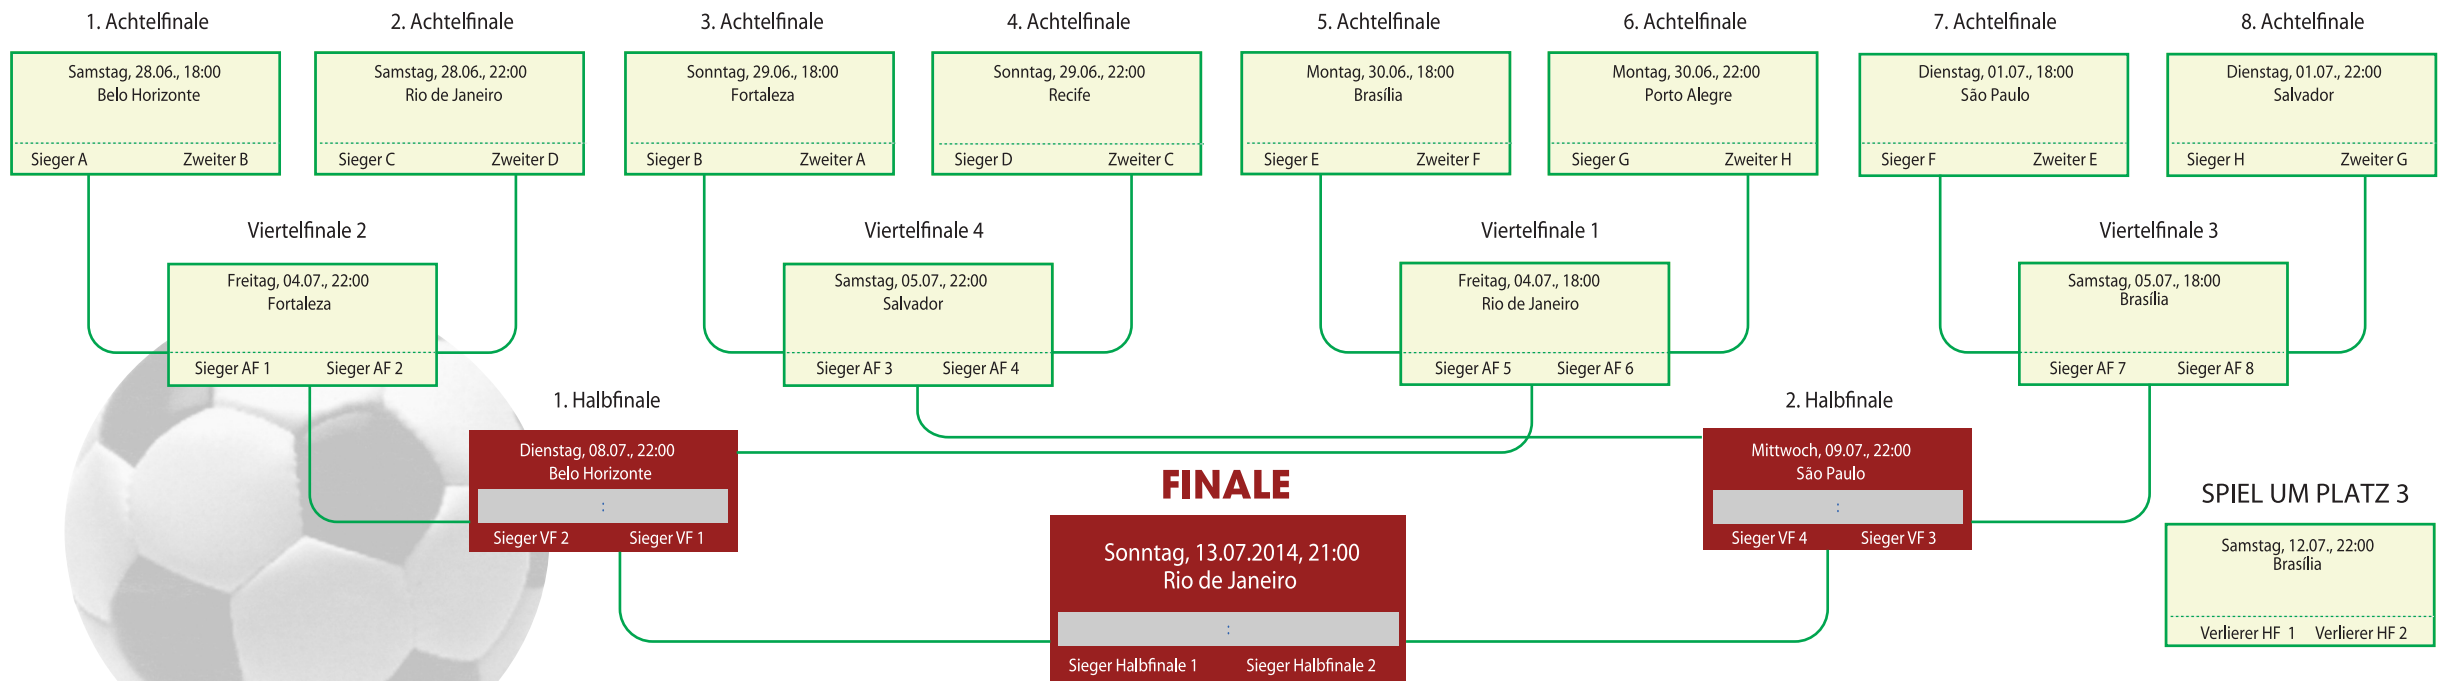 1. Achtelfinale
Samstag, 28.06., 18:00
Belo Horizonte
Sieger A Zweiter B
2. Achtelfinale
Samstag, 28.06., 22:00
Rio de Janeiro
Sieger C Zweiter D
3. Achtelfinale
Sonntag, 29.06., 18:00
Fortaleza
Sieger B Zweiter A
4. Achtelfinale
Sonntag, 29.06., 22:00
Recife
Sieger D Zweiter C
5. Achtelfinale
Montag, 30.06., 18:00
Brasília
Sieger E Zweiter F
6. Achtelfinale
Montag, 30.06., 22:00
Porto Alegre
Sieger G Zweiter H
7. Achtelfinale
Dienstag, 01.07., 18:00
São Paulo
Sieger F Zweiter E
8. Achtelfinale
Dienstag, 01.07., 22:00
Salvador
Sieger H Zweiter G
Viertelfinale 2
Freitag, 04.07., 22:00
Fortaleza
Sieger AF 1 Sieger AF 2
Viertelfinale 4
Samstag, 05.07., 22:00
Salvador
Sieger AF 3 Sieger AF 4
Viertelfinale 1
Freitag, 04.07., 18:00
Rio de Janeiro
Sieger AF 5 Sieger AF 6
Viertelfinale 3
Samstag, 05.07., 18:00
Brasília
Sieger AF 7 Sieger AF 8
1. Halbfinale
Dienstag, 08.07., 22:00
Belo Horizonte
:
Sieger VF 2 Sieger VF 1
2. Halbfinale
Mittwoch, 09.07., 22:00
São Paulo
:
Sieger VF 4 Sieger VF 3
FINALE
Sonntag, 13.07.2014, 21:00
Rio de Janeiro
:
Sieger Halbfinale 1 Sieger Halbfinale 2
SPIEL UM PLATZ 3
Samstag, 12.07., 22:00
Brasília
Verlierer HF 1 Verlierer HF 2